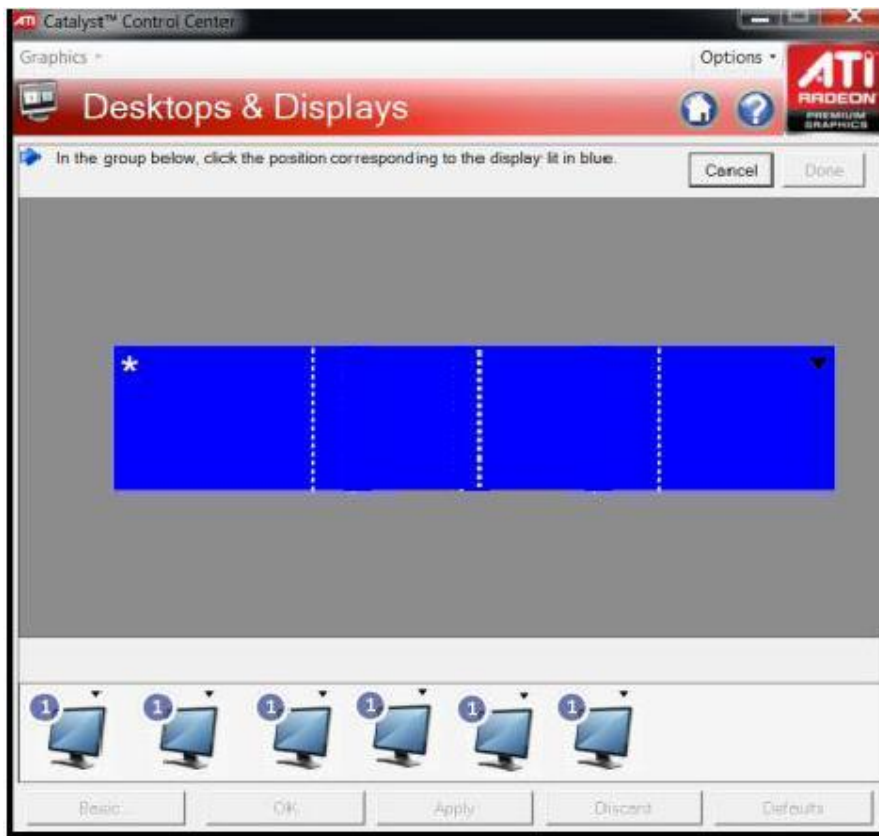 ATI Catalyst™ Control Center
Graphics
Options
ATI
RADEON
PREMIUM
GRAPHICS
Desktops & Displays
In the group below, click the position corresponding to the display lit in blue.
Cancel
Done
*
1 1 1 1 1 1
Basic...
OK
Apply
Discard
Defaults